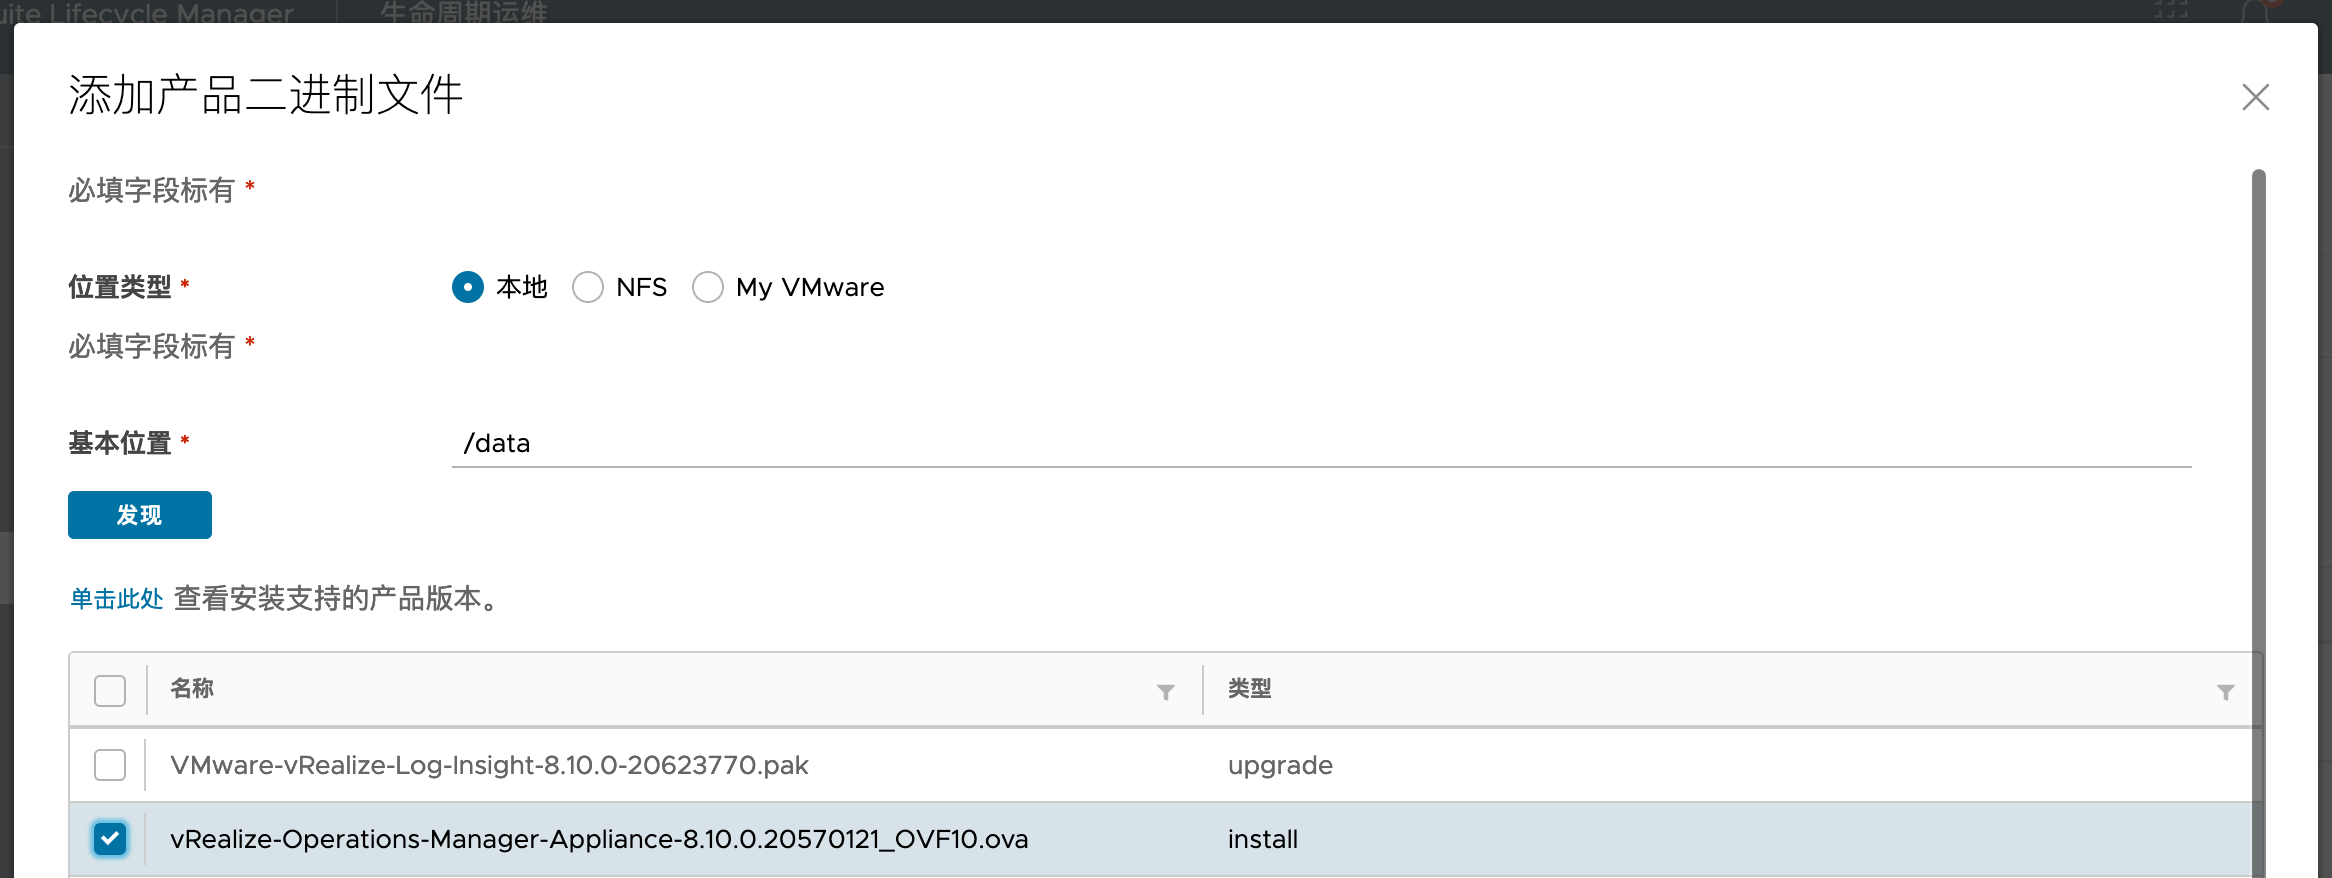 uite Lifecycle Manager 生命周期运维
添加产品二进制文件
必填字段标有 *
位置类型 * 本地 NFS My VMware
必填字段标有 *
基本位置 * /data
发现
单击此处 查看安装支持的产品版本。
名称 类型
VMware-vRealize-Log-Insight-8.10.0-20623770.pak upgrade
vRealize-Operations-Manager-Appliance-8.10.0.20570121_OVF10.ova install